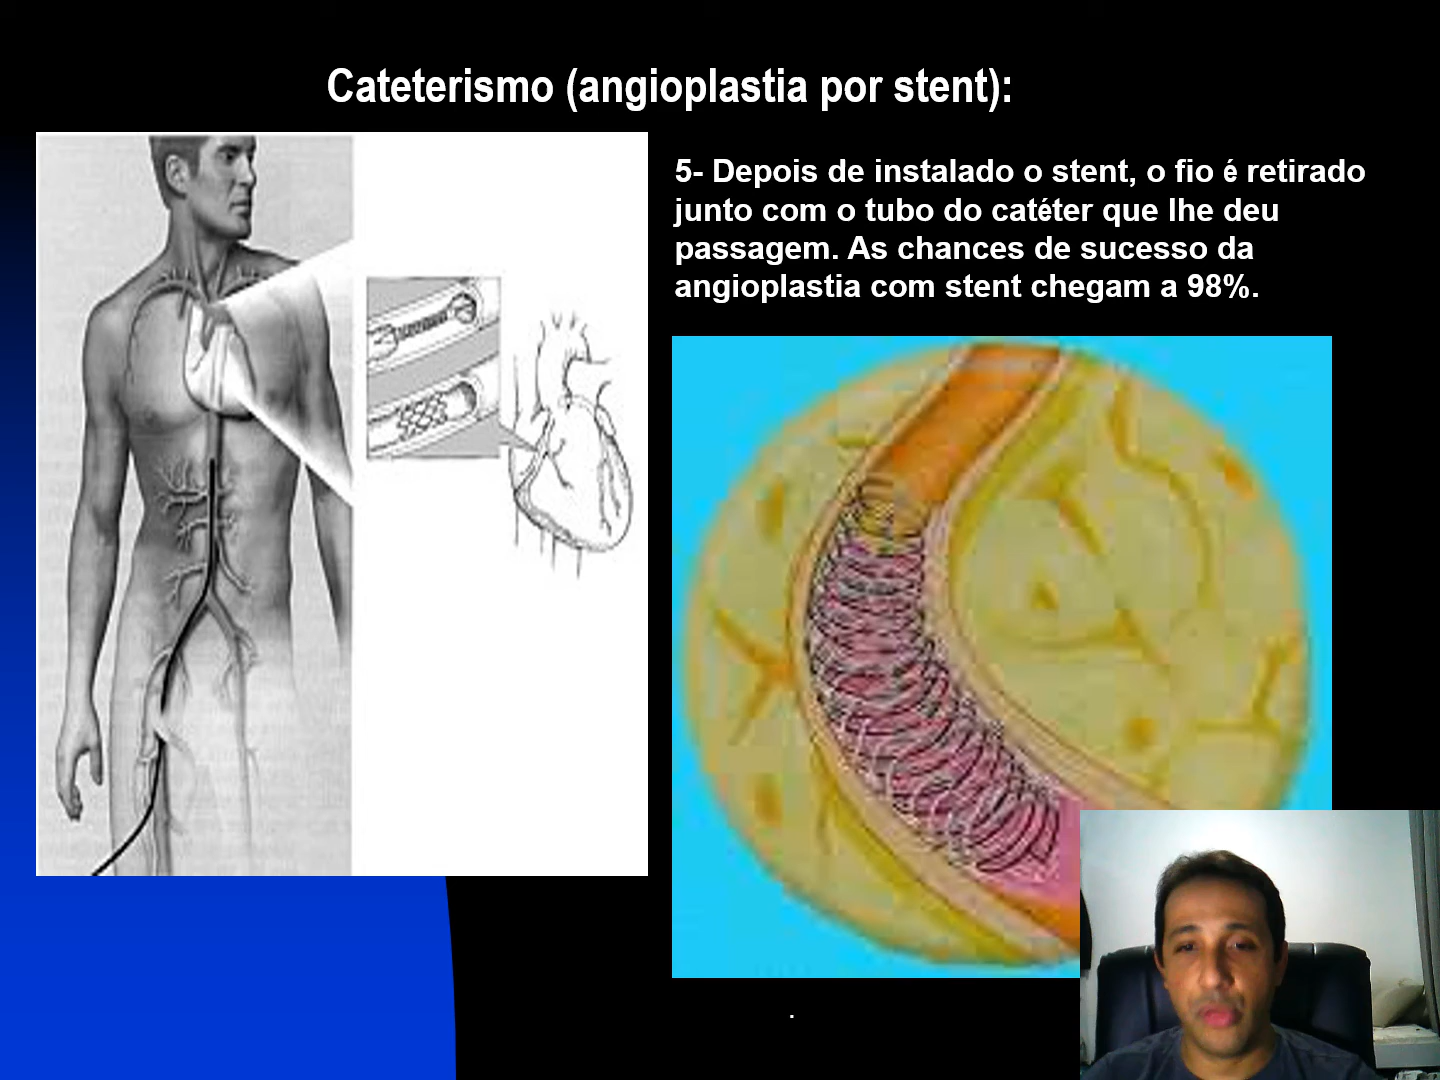 Cateterismo (angioplastia por stent):
5- Depois de instalado o stent, o fio é retirado
junto com o tubo do catéter que lhe deu
passagem. As chances de sucesso da
angioplastia com stent chegam a 98%.
.